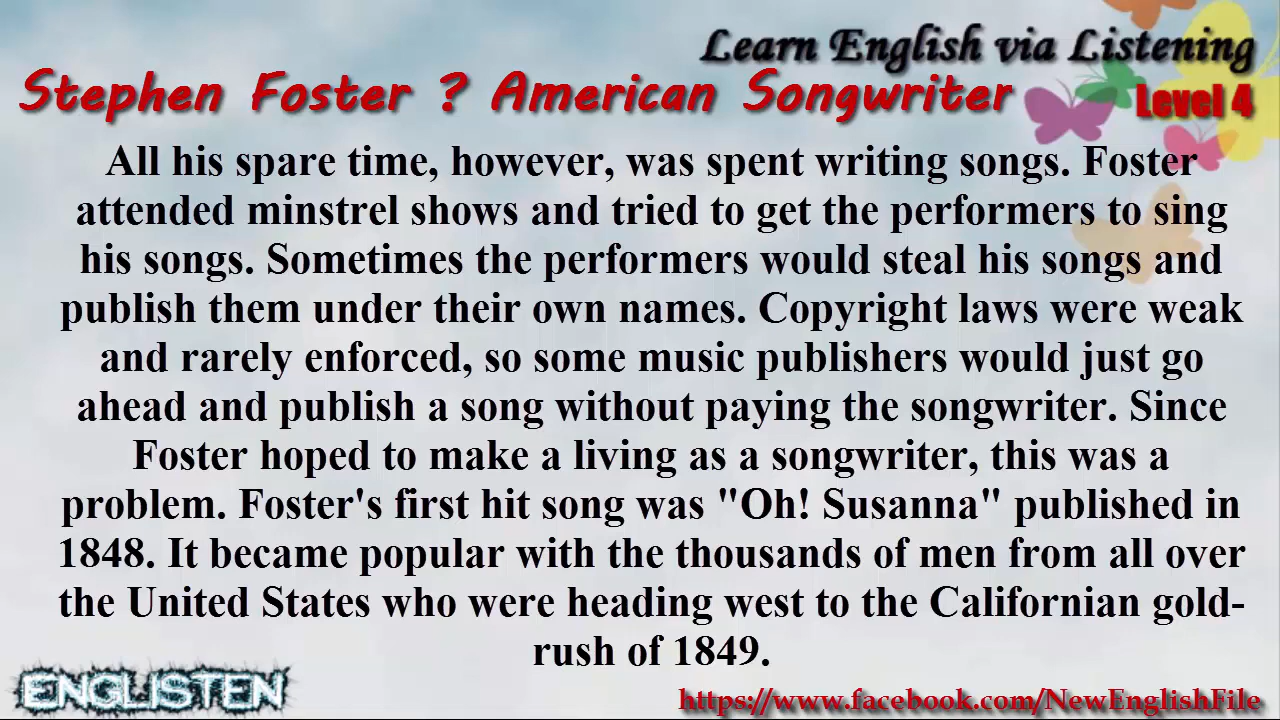 Learn English via Listening
Stephen Foster ? American Songwriter
Level 4
All his spare time, however, was spent writing songs. Foster
attended minstrel shows and tried to get the performers to sing
his songs. Sometimes the performers would steal his songs and
publish them under their own names. Copyright laws were weak
and rarely enforced, so some music publishers would just go
ahead and publish a song without paying the songwriter. Since
Foster hoped to make a living as a songwriter, this was a
problem. Foster's first hit song was "Oh! Susanna" published in
1848. It became popular with the thousands of men from all over
the United States who were heading west to the Californian gold-
rush of 1849.
ENGLISTEN
https://www.facebook.com/NewEnglishFile